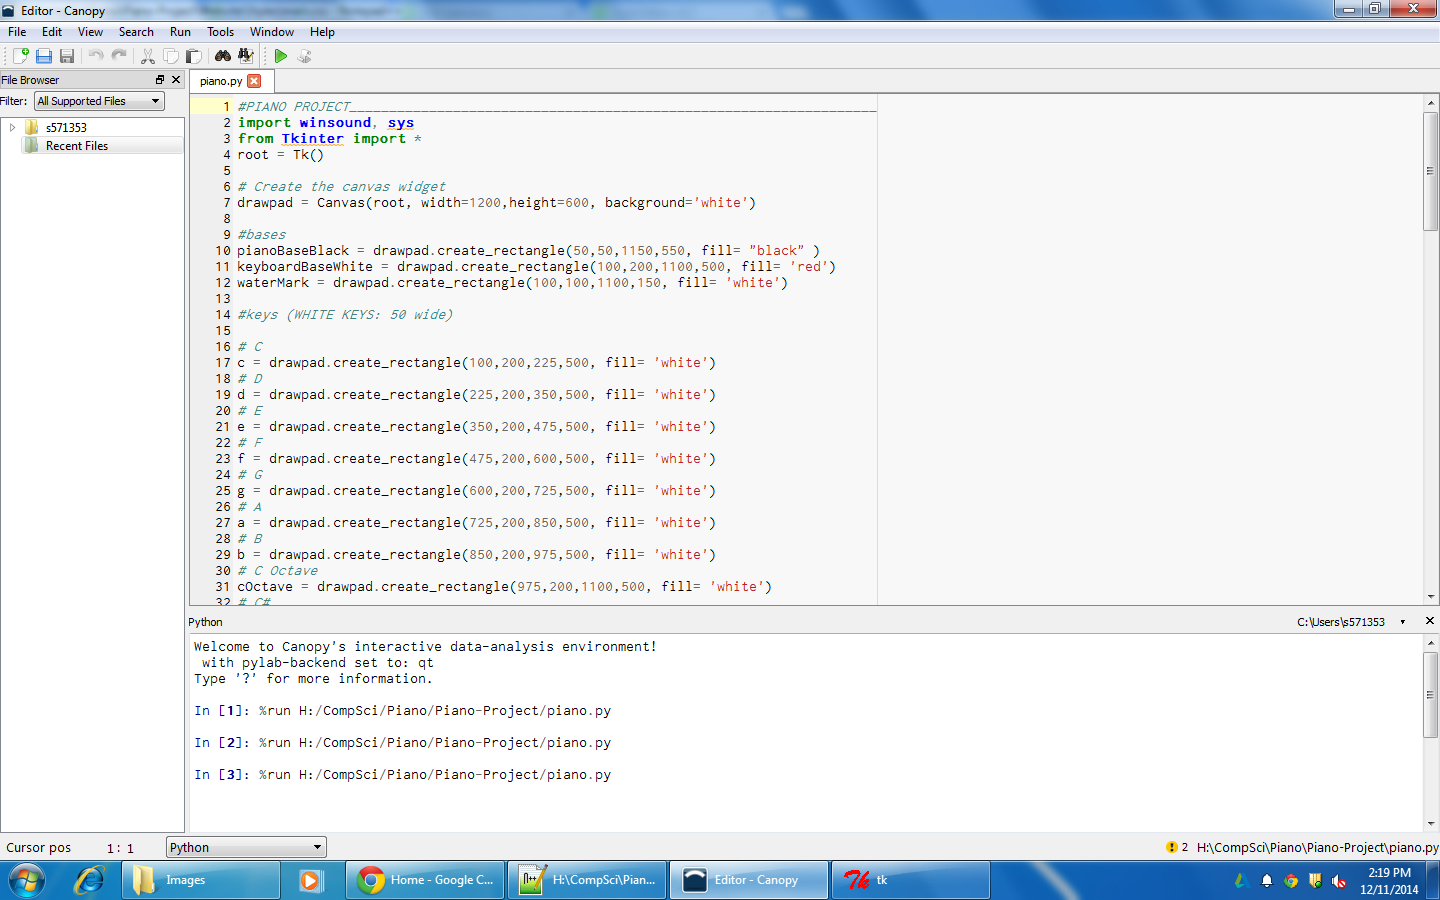 Editor - Canopy
File Edit View Search Run Tools Window Help
File Browser
Filter: All Supported Files
s571353
Recent Files
piano.py
1 #PIANO PROJECT__________________________________________________________________
2 import winsound, sys
3 from Tkinter import *
4 root = Tk()
5
6 # Create the canvas widget
7 drawpad = Canvas(root, width=1200,height=600, background='white')
8
9 #bases
10 pianoBaseBlack = drawpad.create_rectangle(50,50,1150,550, fill= "black" )
11 keyboardBaseWhite = drawpad.create_rectangle(100,200,1100,500, fill= 'red')
12 waterMark = drawpad.create_rectangle(100,100,1100,150, fill= 'white')
13
14 #keys (WHITE KEYS: 50 wide)
15
16 # C
17 c = drawpad.create_rectangle(100,200,225,500, fill= 'white')
18 # D
19 d = drawpad.create_rectangle(225,200,350,500, fill= 'white')
20 # E
21 e = drawpad.create_rectangle(350,200,475,500, fill= 'white')
22 # F
23 f = drawpad.create_rectangle(475,200,600,500, fill= 'white')
24 # G
25 g = drawpad.create_rectangle(600,200,725,500, fill= 'white')
26 # A
27 a = drawpad.create_rectangle(725,200,850,500, fill= 'white')
28 # B
29 b = drawpad.create_rectangle(850,200,975,500, fill= 'white')
30 # C Octave
31 cOctave = drawpad.create_rectangle(975,200,1100,500, fill= 'white')
32 # C#
Python C:\Users\s571353
Welcome to Canopy's interactive data-analysis environment!
with pylab-backend set to: qt
Type '?' for more information.
In [1]: %run H:/CompSci/Piano/Piano-Project/piano.py
In [2]: %run H:/CompSci/Piano/Piano-Project/piano.py
In [3]: %run H:/CompSci/Piano/Piano-Project/piano.py
Cursor pos 1 : 1 Python 2 H:\CompSci\Piano\Piano-Project\piano.py
Images Home - Google C... H:\CompSci\Pian... Editor - Canopy Tk tk
2:19 PM
12/11/2014